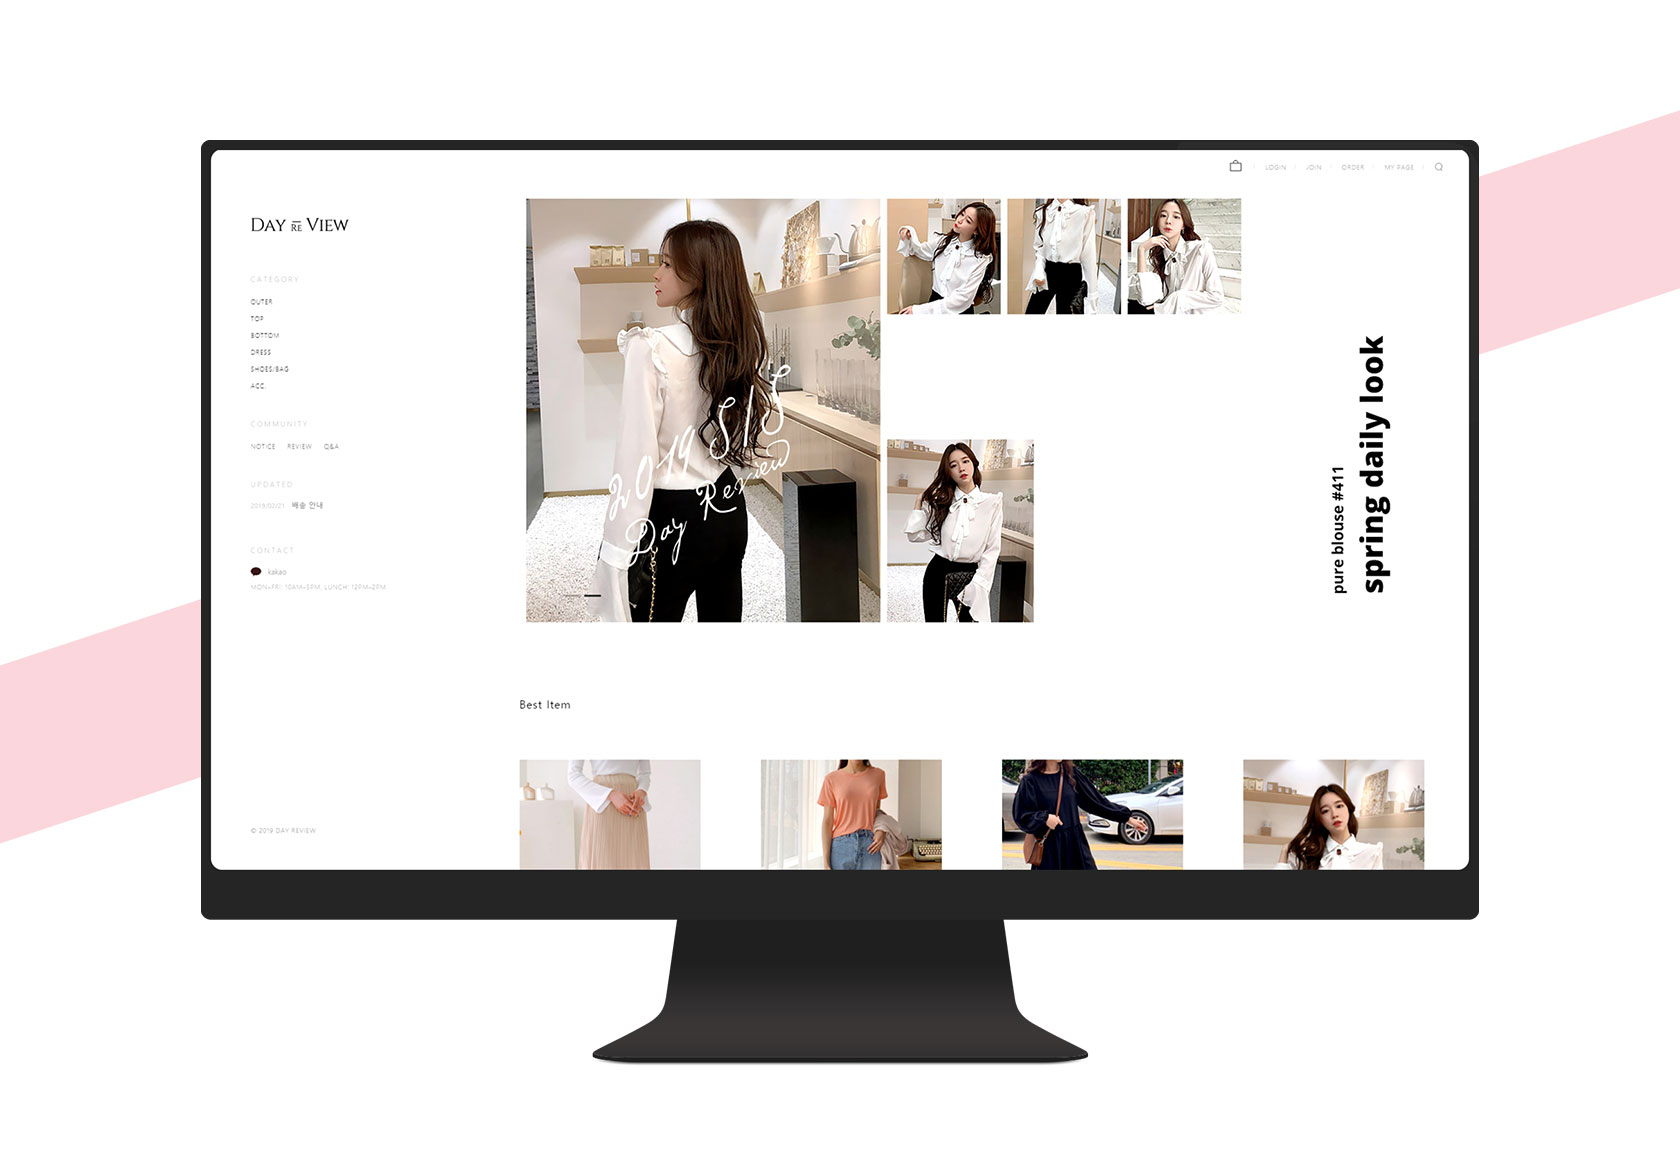 LOGIN JOIN ORDER MY PAGE
DAY RE VIEW
CATEGORY
OUTER
TOP
BOTTOM
DRESS
SHOES/BAG
ACC.
COMMUNITY
NOTICE REVIEW Q&A
UPDATED
2019/02/21 배송 안내
CONTACT
kakao
MON-FRI: 10AM-5PM, LUNCH: 12PM-2PM
© 2019 DAY REVIEW
2019 S/S
Day Review
pure blouse #411
spring daily look
Best Item